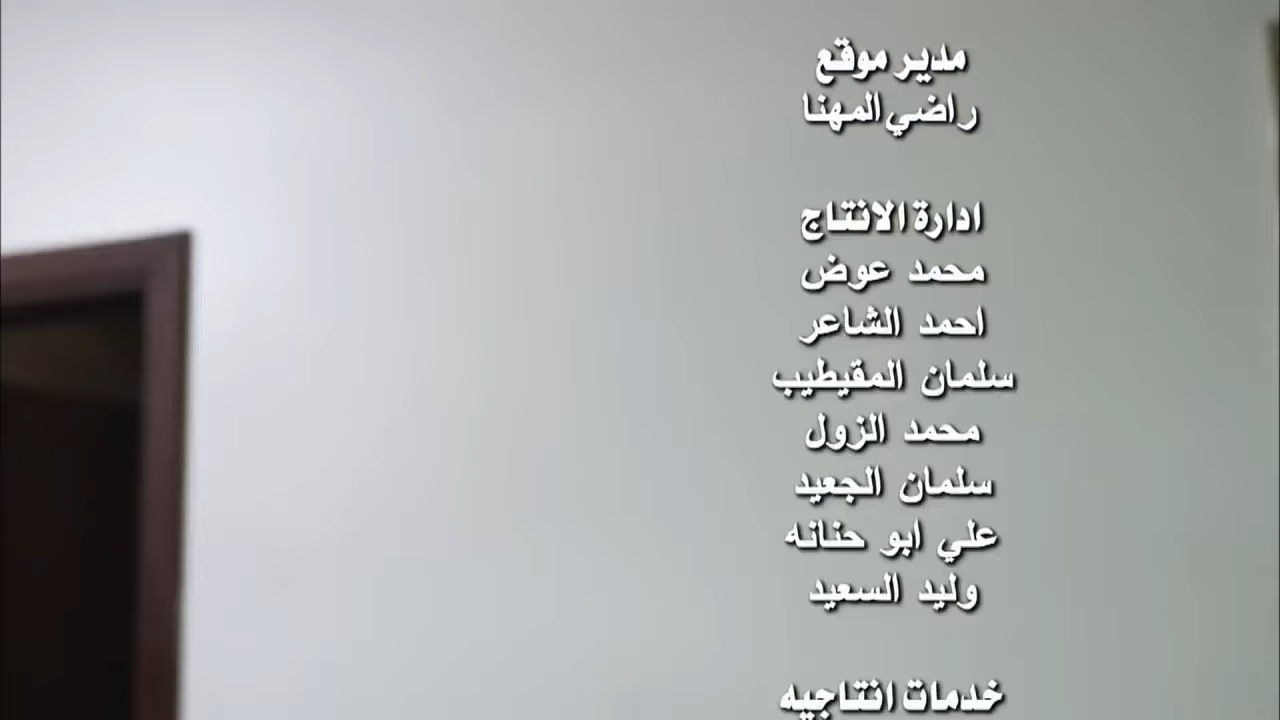 مدير موقع
راضي المهنا
ادارة الانتاج
محمد عوض
احمد الشاعر
سلمان المقيطيب
محمد الزول
سلمان الجعيد
علي ابو حنانه
وليد السعيد
خدمات انتاجيه